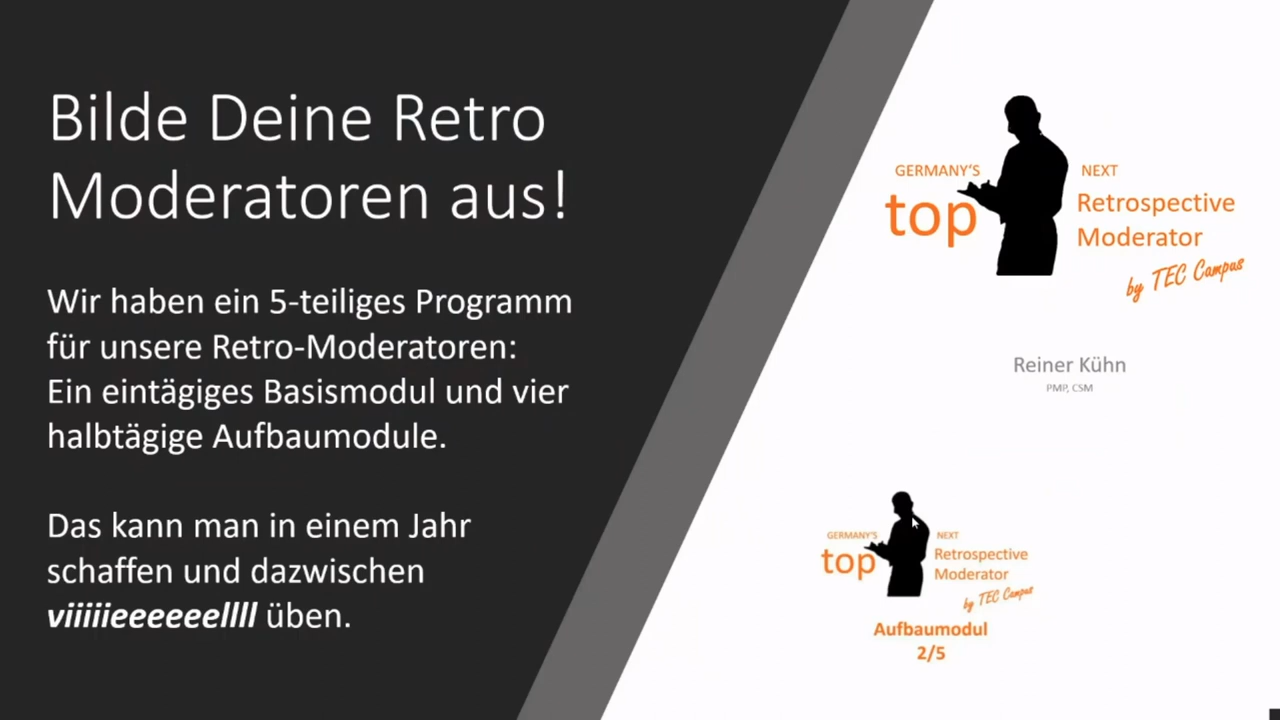 Bilde Deine Retro
Moderatoren aus!
Wir haben ein 5-teiliges Programm
für unsere Retro-Moderatoren:
Ein eintägiges Basismodul und vier
halbtägige Aufbaumodule.
Das kann man in einem Jahr
schaffen und dazwischen
viiiiieeeeeellll üben.
GERMANY'S NEXT
top Retrospective
Moderator
by TEC Campus
Reiner Kühn
PMP, CSM
GERMANY'S NEXT
top Retrospective
Moderator
by TEC Campus
Aufbaumodul
2/5